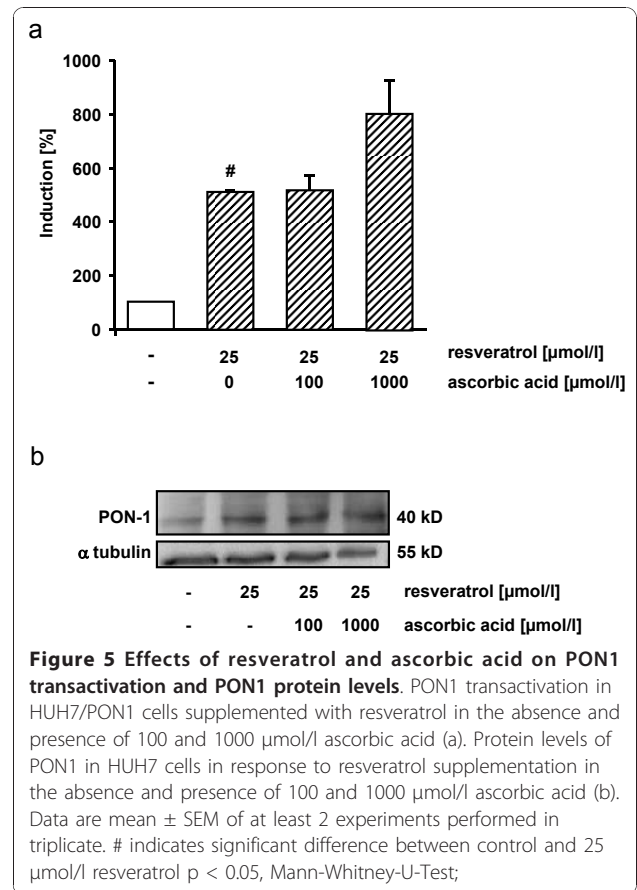 a
1000
800
600
400
200
0
Induction [%]
#
- 25 25 25 resveratrol [µmol/l]
- 0 100 1000 ascorbic acid [µmol/l]
b
PON-1 40 kD
α tubulin 55 kD
- 25 25 25 resveratrol [µmol/l]
- - 100 1000 ascorbic acid [µmol/l]
Figure 5 Effects of resveratrol and ascorbic acid on PON1
transactivation and PON1 protein levels. PON1 transactivation in
HUH7/PON1 cells supplemented with resveratrol in the absence and
presence of 100 and 1000 µmol/l ascorbic acid (a). Protein levels of
PON1 in HUH7 cells in response to resveratrol supplementation in
the absence and presence of 100 and 1000 µmol/l ascorbic acid (b).
Data are mean ± SEM of at least 2 experiments performed in
triplicate. # indicates significant difference between control and 25
µmol/l resveratrol p < 0.05, Mann-Whitney-U-Test;